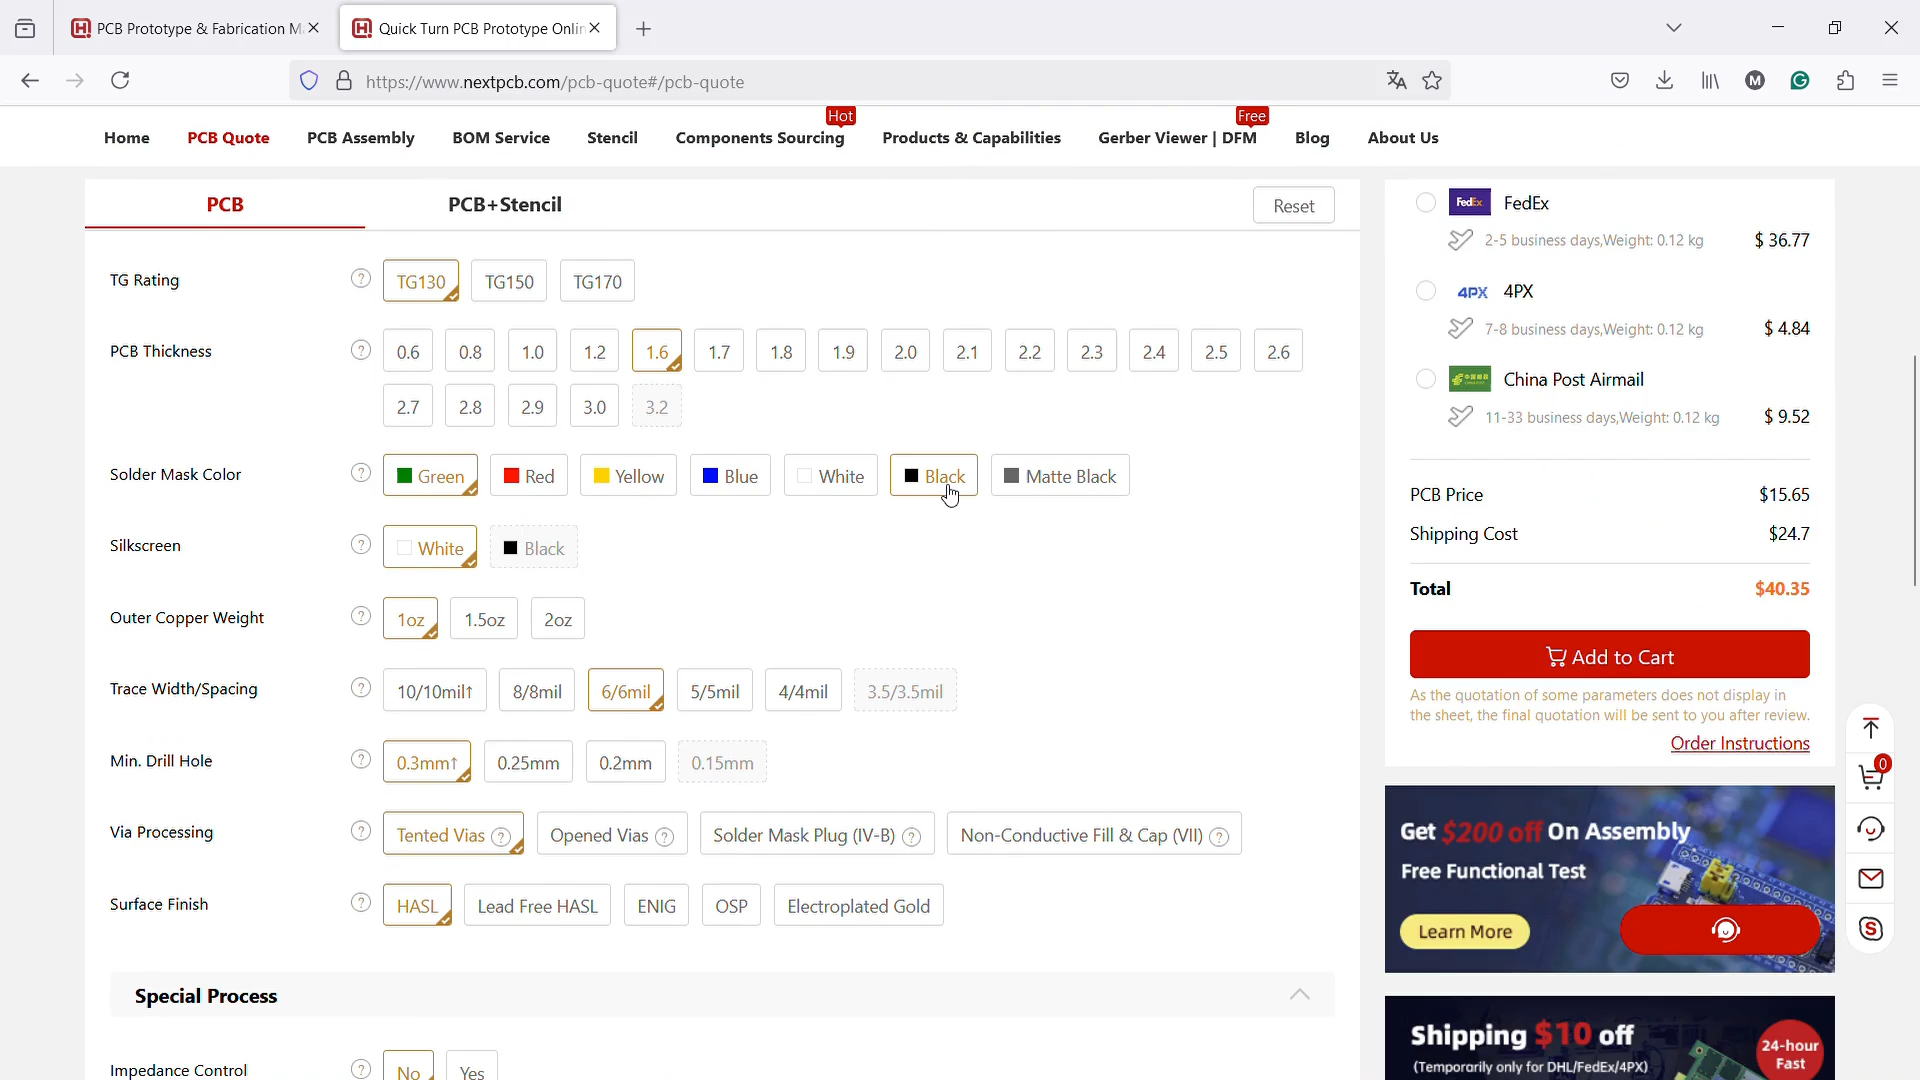 PCB Prototype & Fabrication M
Quick Turn PCB Prototype Onlin
https://www.nextpcb.com/pcb-quote#/pcb-quote
M
Hot
Free
Home
PCB Quote
PCB Assembly
BOM Service
Stencil
Components Sourcing
Products & Capabilities
Gerber Viewer | DFM
Blog
About Us
PCB
PCB+Stencil
Reset
TG Rating ? TG130 TG150 TG170
PCB Thickness ? 0.6 0.8 1.0 1.2 1.6 1.7 1.8 1.9 2.0 2.1 2.2 2.3 2.4 2.5 2.6
2.7 2.8 2.9 3.0 3.2
Solder Mask Color ? Green Red Yellow Blue White Black Matte Black
Silkscreen ? White Black
Outer Copper Weight ? 1oz 1.5oz 2oz
Trace Width/Spacing ? 10/10mil↑ 8/8mil 6/6mil 5/5mil 4/4mil 3.5/3.5mil
Min. Drill Hole ? 0.3mm↑ 0.25mm 0.2mm 0.15mm
Via Processing ? Tented Vias ? Opened Vias ? Solder Mask Plug (IV-B) ? Non-Conductive Fill & Cap (VII) ?
Surface Finish ? HASL Lead Free HASL ENIG OSP Electroplated Gold
Special Process
Impedance Control ? No Yes
FedEx FedEx
2-5 business days,Weight: 0.12 kg $ 36.77
4PX 4PX
7-8 business days,Weight: 0.12 kg $ 4.84
China Post Airmail
11-33 business days,Weight: 0.12 kg $ 9.52
PCB Price $15.65
Shipping Cost $24.7
Total $40.35
Add to Cart
As the quotation of some parameters does not display in
the sheet, the final quotation will be sent to you after review.
Order Instructions
0
Get $200 off On Assembly
Free Functional Test
Learn More
Shipping $10 off
(Temporarily only for DHL/FedEx/4PX)
24-hour
Fast